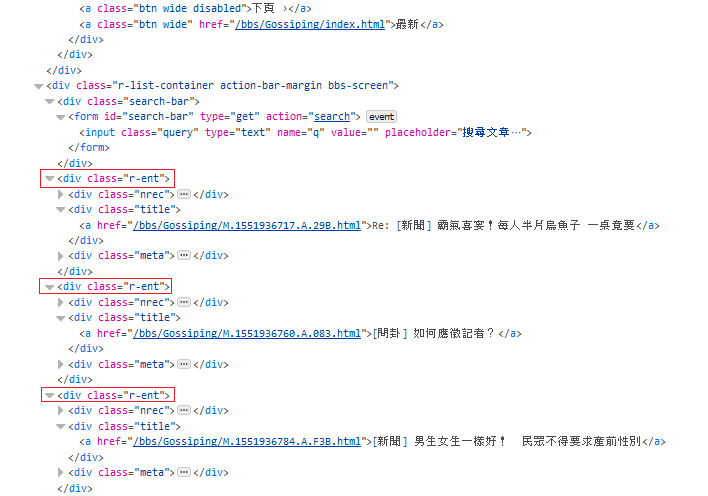 <a class="btn wide disabled">下頁 ›</a>
<a class="btn wide" href="/bbs/Gossiping/index.html">最新</a>
</div>
</div>
</div>
<div class="r-list-container action-bar-margin bbs-screen">
<div class="search-bar">
<form id="search-bar" type="get" action="search"> event
<input class="query" type="text" name="q" value="" placeholder="搜尋文章⋯">
</form>
</div>
<div class="r-ent">
<div class="nrec">⋯</div>
<div class="title">
<a href="/bbs/Gossiping/M.1551936717.A.29B.html">Re: [新聞] 霸氣喜宴！每人半片烏魚子 一桌竟要</a>
</div>
<div class="meta">⋯</div>
</div>
<div class="r-ent">
<div class="nrec">⋯</div>
<div class="title">
<a href="/bbs/Gossiping/M.1551936760.A.083.html">[問卦] 如何應徵記者？</a>
</div>
<div class="meta">⋯</div>
</div>
<div class="r-ent">
<div class="nrec">⋯</div>
<div class="title">
<a href="/bbs/Gossiping/M.1551936784.A.F3B.html">[新聞] 男生女生一樣好！　民眾不得要求產前性別</a>
</div>
<div class="meta">⋯</div>
</div>